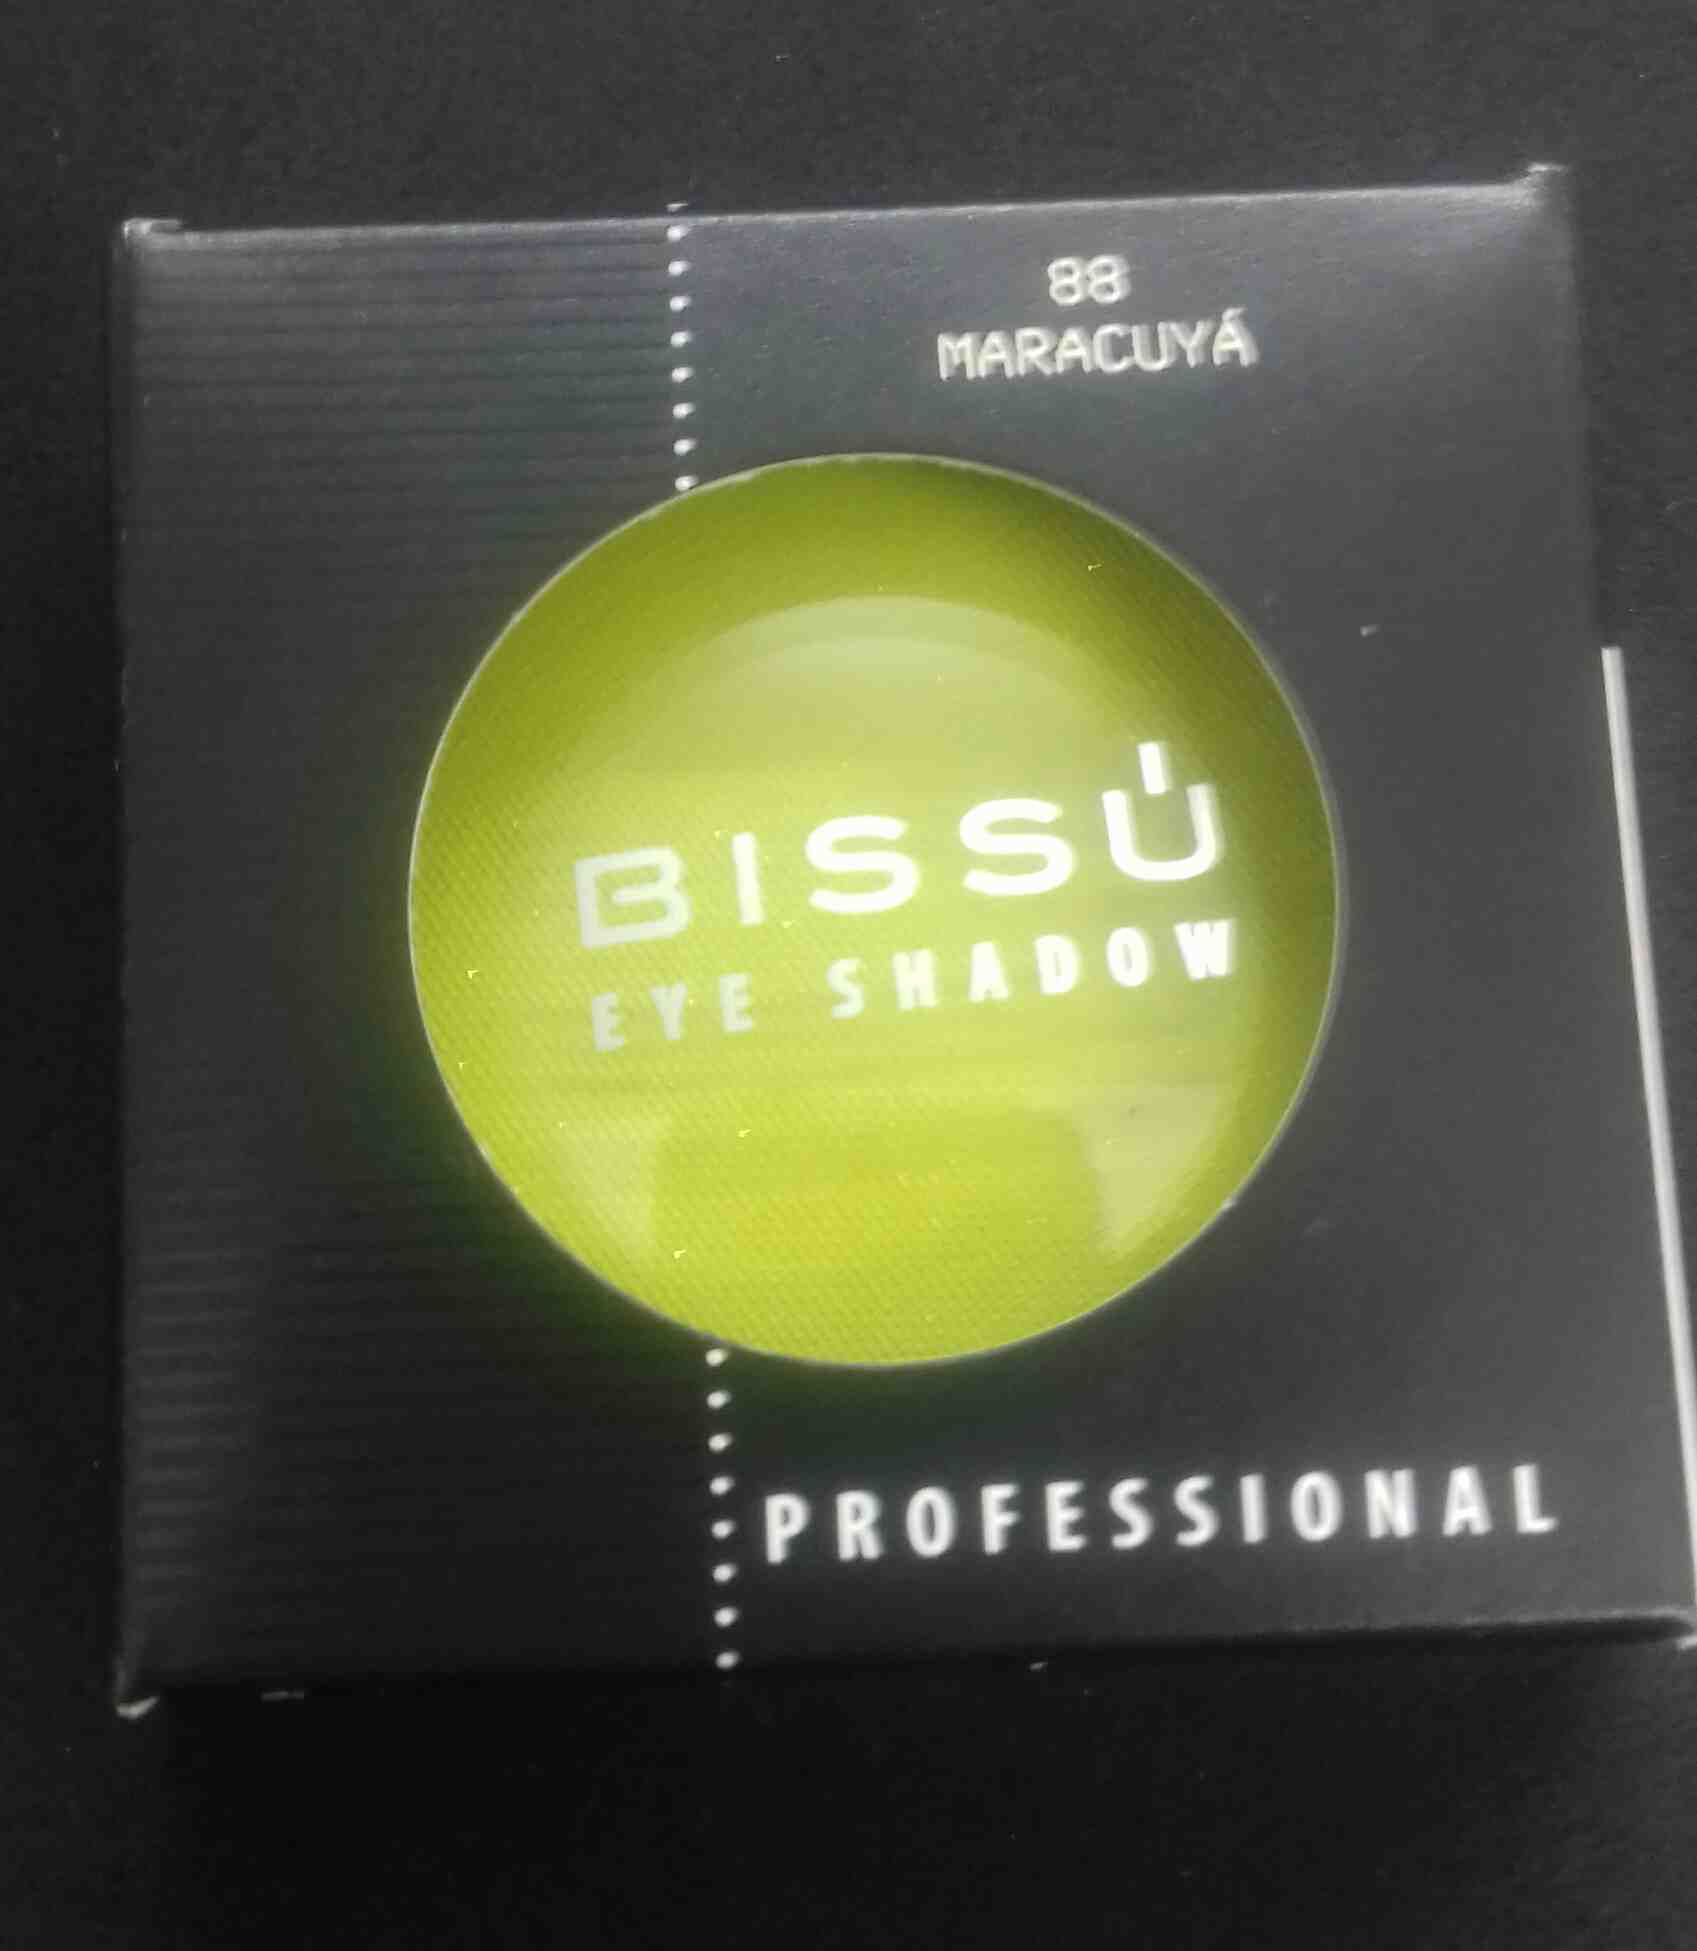 88
MARACUYÁ
BISSÚ
EYE SHADOW
PROFESSIONAL